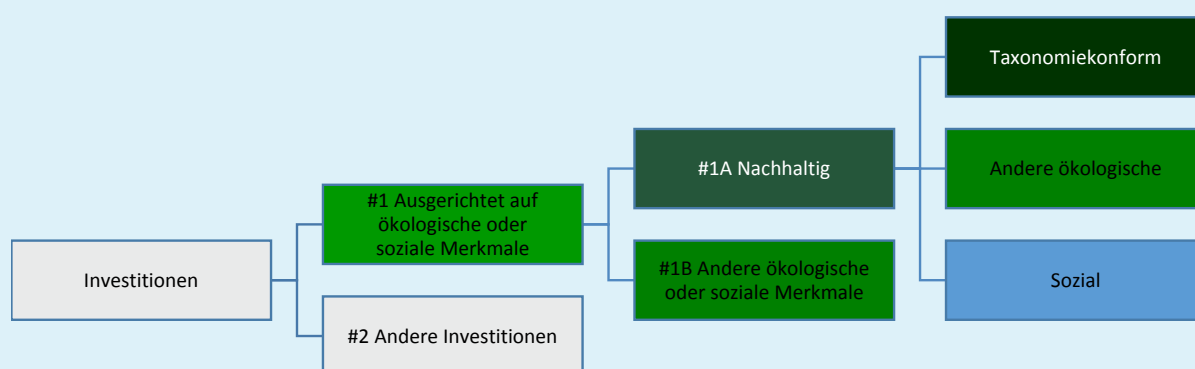 Investitionen
#1 Ausgerichtet auf
ökologische oder
soziale Merkmale
#2 Andere Investitionen
#1A Nachhaltig
#1B Andere ökologische
oder soziale Merkmale
Taxonomiekonform
Andere ökologische
Sozial